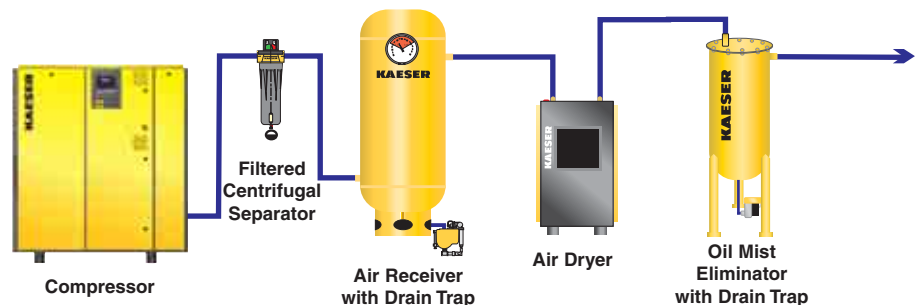 KAESER
Compressor
Filtered
Centrifugal
Separator
KAESER
Air Receiver
with Drain Trap
KAESER
Air Dryer
KAESER
Oil Mist
Eliminator
with Drain Trap